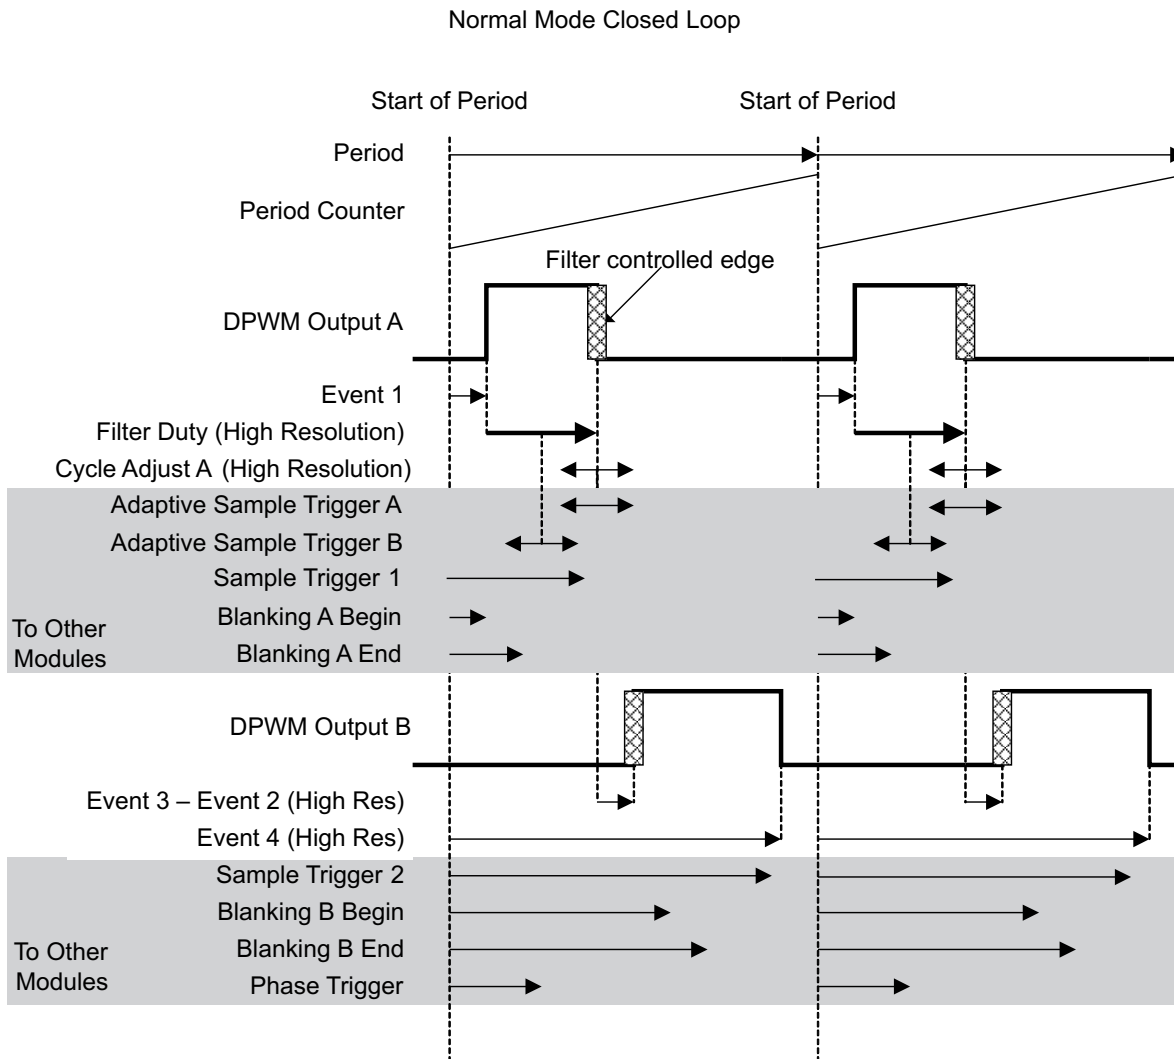 Normal Mode Closed Loop
Start of Period
Start of Period
Period
Period Counter
Filter controlled edge
DPWM Output A
Event 1
Filter Duty (High Resolution)
Cycle Adjust A (High Resolution)
Adaptive Sample Trigger A
Adaptive Sample Trigger B
Sample Trigger 1
Blanking A Begin
Blanking A End
To Other
Modules
DPWM Output B
Event 3 – Event 2 (High Res)
Event 4 (High Res)
Sample Trigger 2
Blanking B Begin
Blanking B End
Phase Trigger
To Other
Modules